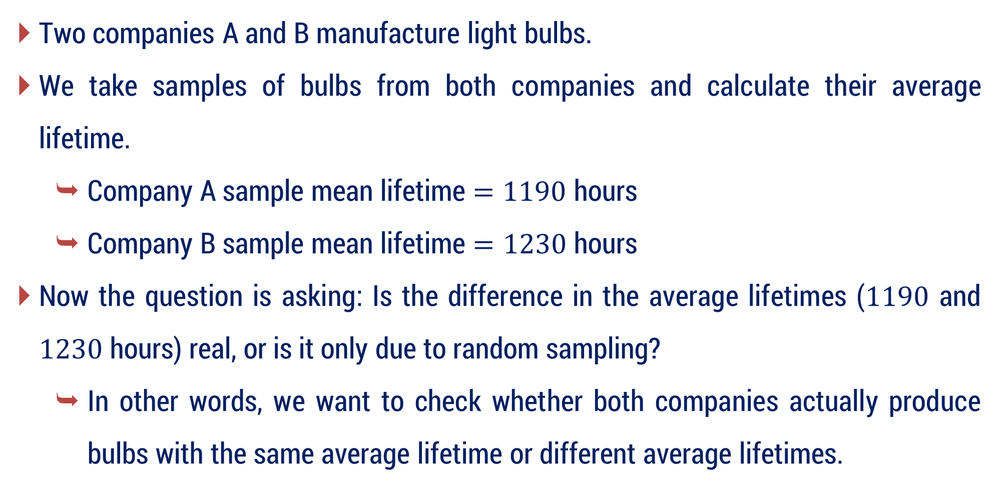 Two companies A and B manufacture light bulbs.
We take samples of bulbs from both companies and calculate their average
lifetime.
Company A sample mean lifetime = 1190 hours
Company B sample mean lifetime = 1230 hours
Now the question is asking: Is the difference in the average lifetimes (1190 and
1230 hours) real, or is it only due to random sampling?
In other words, we want to check whether both companies actually produce
bulbs with the same average lifetime or different average lifetimes.